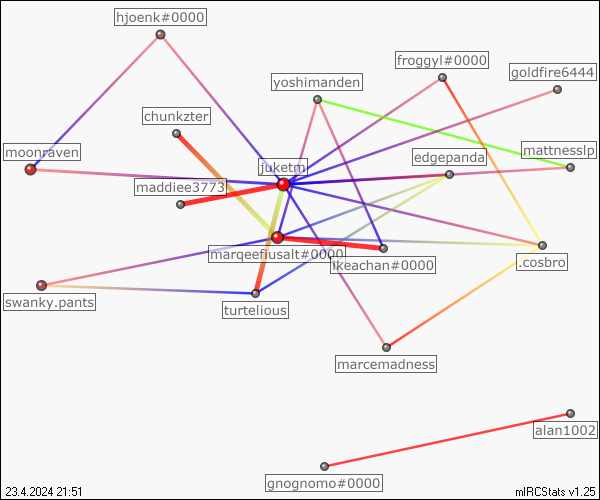 hjoenk#0000
froggyl#0000
goldfire6444
yoshimanden
chunkzter
mattnesslp
moonraven
edgepanda
juketm
maddiee3773
marqeefiusalt#0000
ikeachan#0000
.cosbro
swanky.pants
turtelious
marcemadness
alan1002
gnognomo#0000
23.4.2024 21:51
mIRCStats v1.25